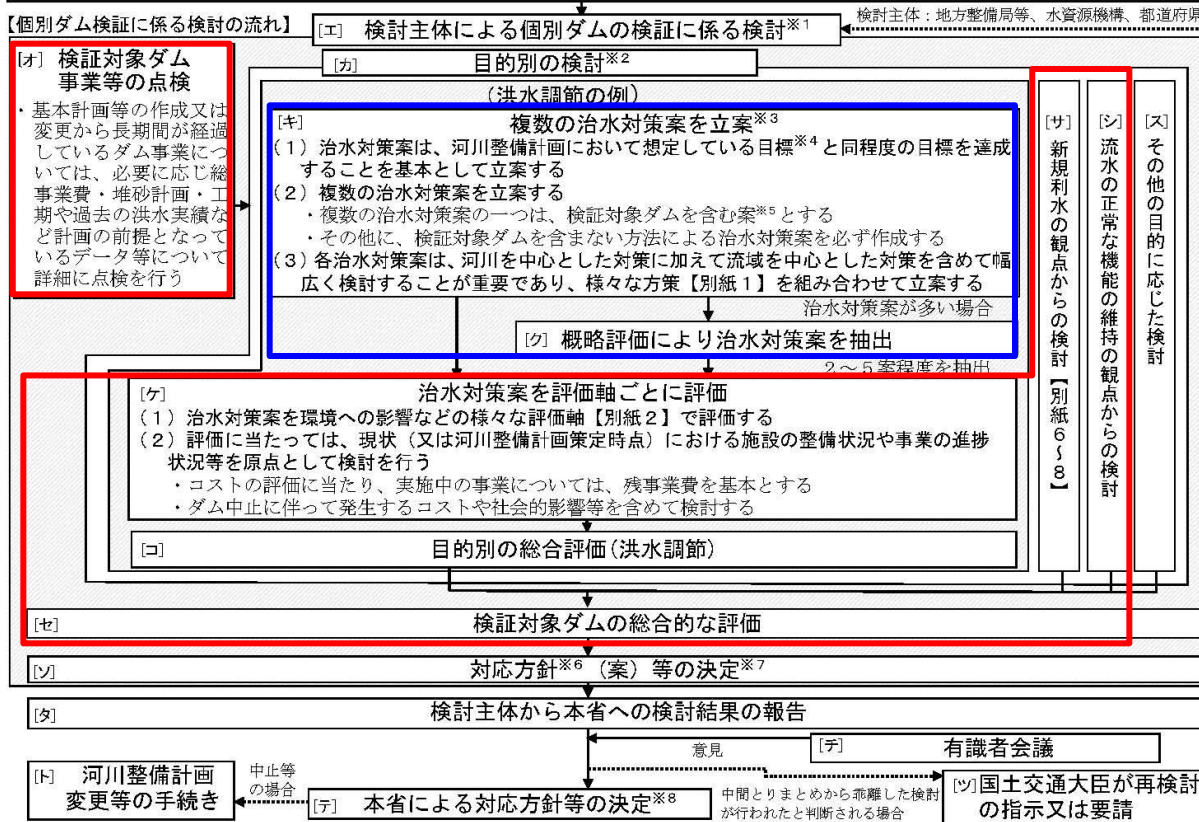 【個別ダム検証に係る検討の流れ】
[エ] 検討主体による個別ダムの検証に係る検討※1
検討主体:地方整備局等、水資源機構、都道府県
[オ] 検証対象ダム
事業等の点検
・基本計画等の作成又は
変更から長期間が経過
しているダム事業につ
いては、必要に応じ総
事業費・堆砂計画・工
期や過去の洪水実績な
ど計画の前提となって
いるデータ等について
詳細に点検を行う
[カ] 目的別の検討※2
(洪水調節の例)
[キ] 複数の治水対策案を立案※3
(1)治水対策案は、河川整備計画において想定している目標※4と同程度の目標を達成
することを基本として立案する
(2)複数の治水対策案を立案する
・複数の治水対策案の一つは、検証対象ダムを含む案※5とする
・その他に、検証対象ダムを含まない方法による治水対策案を必ず作成する
(3)各治水対策案は、河川を中心とした対策に加えて流域を中心とした対策を含めて幅
広く検討することが重要であり、様々な方策【別紙1】を組み合わせて立案する
治水対策案が多い場合
[ク] 概略評価により治水対策案を抽出
2~5案程度を抽出
[ケ] 治水対策案を評価軸ごとに評価
(1)治水対策案を環境への影響などの様々な評価軸【別紙2】で評価する
(2)評価に当たっては、現状(又は河川整備計画策定時点)における施設の整備状況や事業の進捗
状況等を原点として検討を行う
・コストの評価に当たり、実施中の事業については、残事業費を基本とする
・ダム中止に伴って発生するコストや社会的影響等を含めて検討する
[コ] 目的別の総合評価(洪水調節)
[サ] 新規利水の観点からの検討【別紙6~8】
[シ] 流水の正常な機能の維持の観点からの検討
[ス] その他の目的に応じた検討
[セ] 検証対象ダムの総合的な評価
[ソ] 対応方針※6(案)等の決定※7
[タ] 検討主体から本省への検討結果の報告
意見
[チ] 有識者会議
[ト] 河川整備計画
変更等の手続き
中止等
の場合
[テ] 本省による対応方針等の決定※8
中間とりまとめから乖離した検討
が行われたと判断される場合
[ツ]国土交通大臣が再検討
の指示又は要請